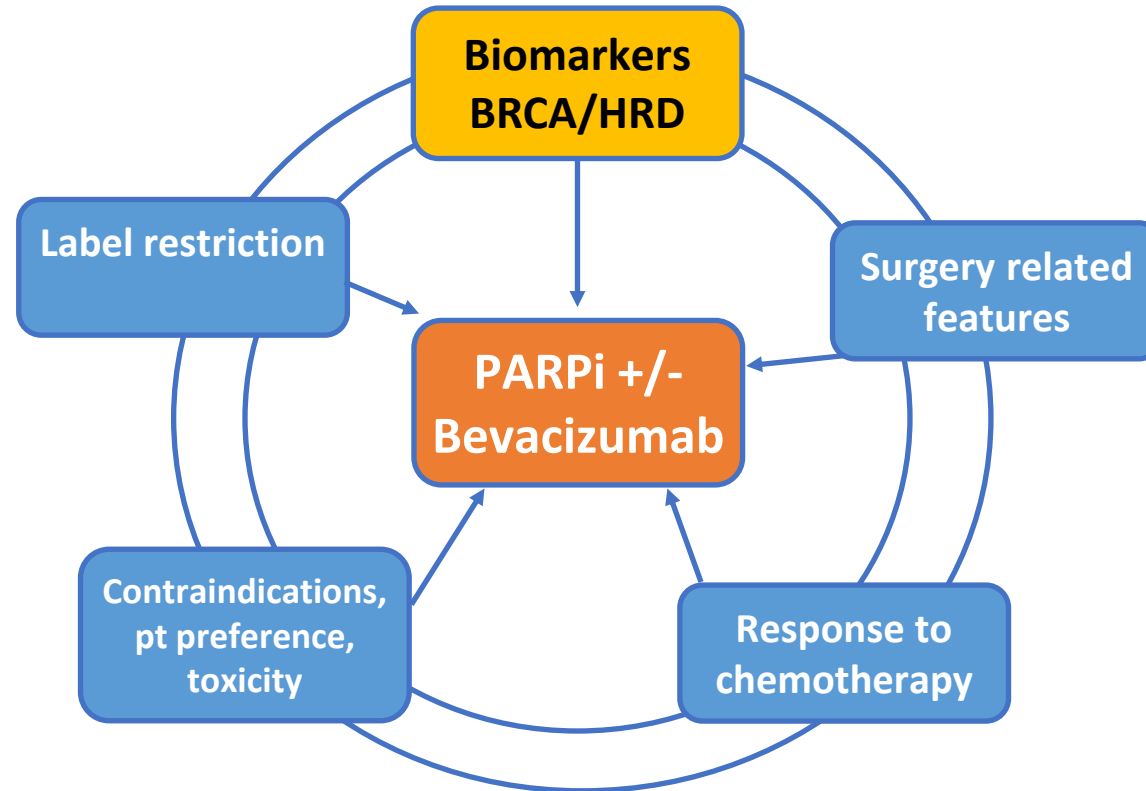 Biomarkers
BRCA/HRD
Label restriction
Surgery related
features
PARPi +/-
Bevacizumab
Contraindications,
pt preference,
toxicity
Response to
chemotherapy